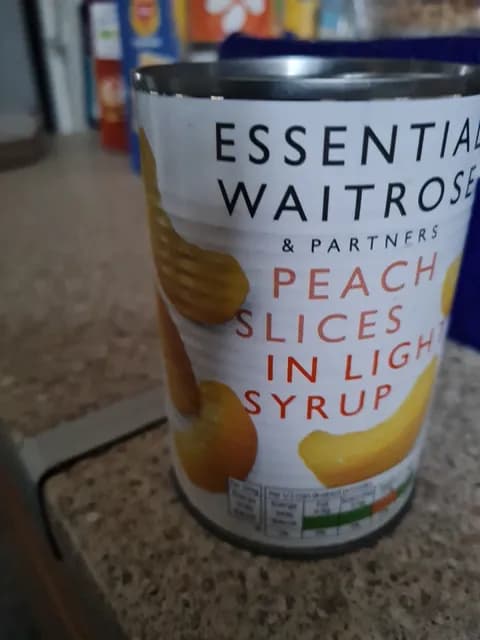 ESSENTIAL
WAITROSE
& PARTNERS
PEACH
SLICES
IN LIGHT
SYRUP